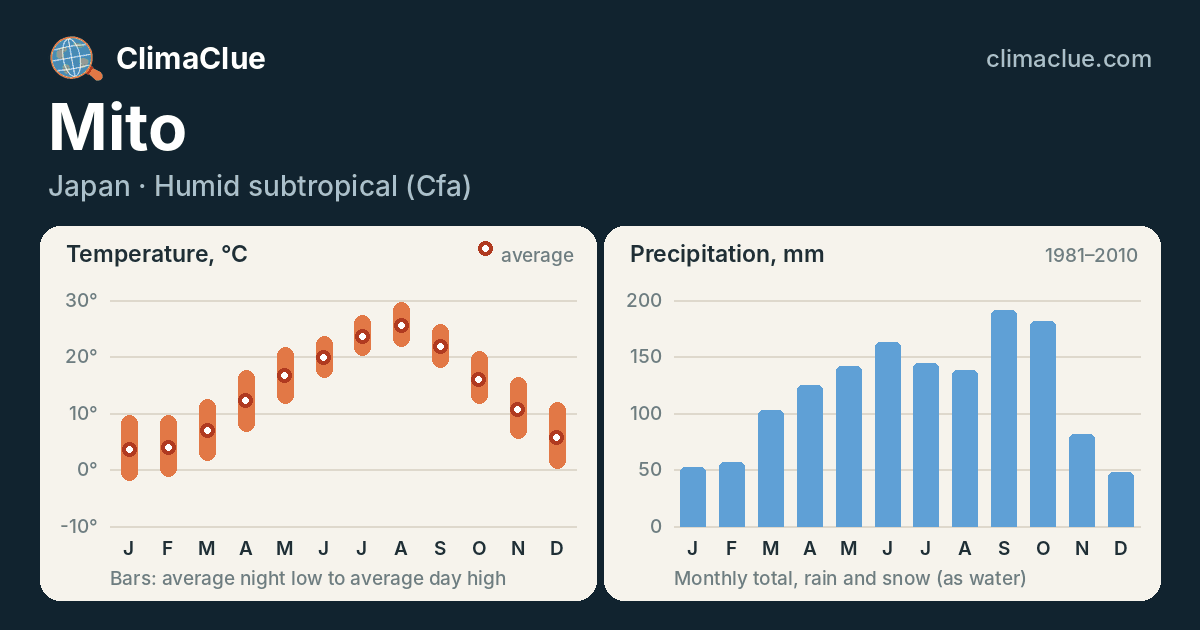 ClimaClue
climaclue.com
Mito
Japan · Humid subtropical (Cfa)
Temperature, °C
average
30°
20°
10°
0°
-10°
J F M A M J J A S O N D
Bars: average night low to average day high
Precipitation, mm
1981–2010
200
150
100
50
0
J F M A M J J A S O N D
Monthly total, rain and snow (as water)